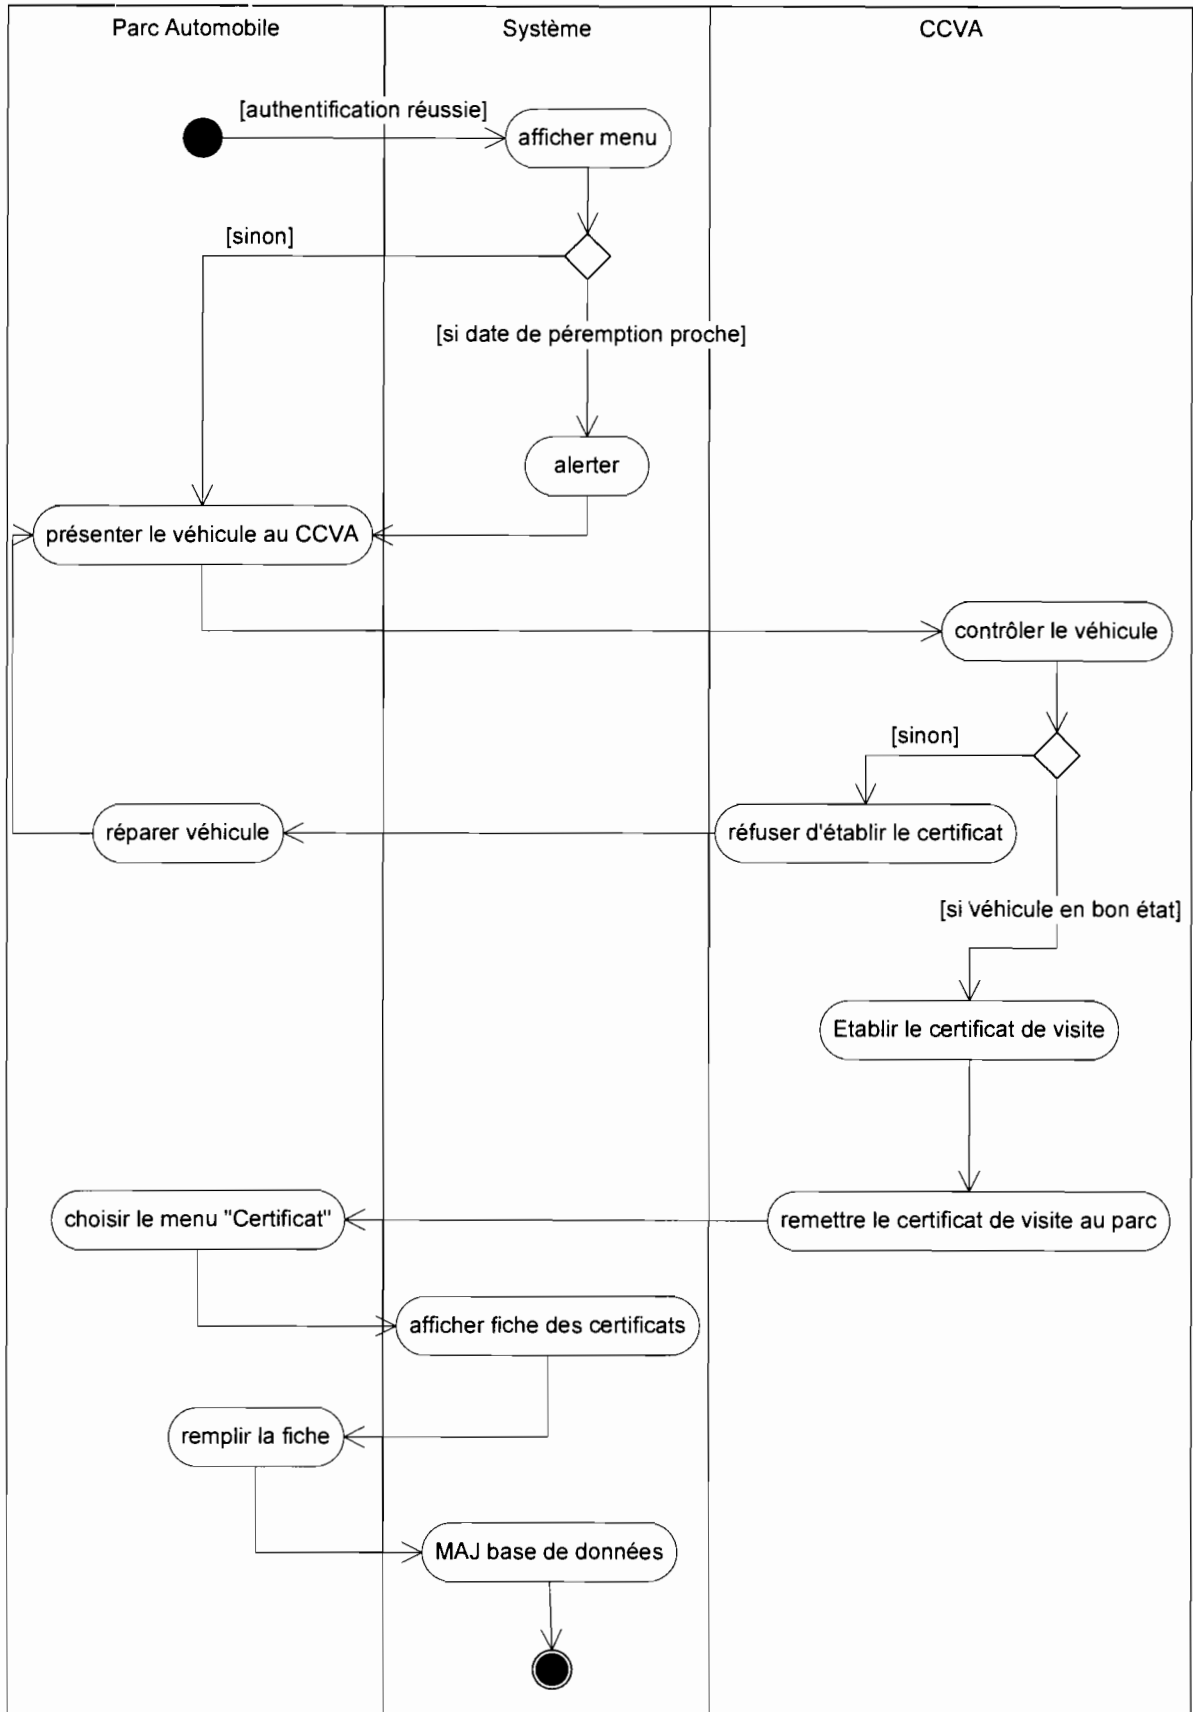 Parc Automobile
Système
CCVA
[authentification réussie]
afficher menu
[sinon]
[si date de péremption proche]
alerter
présenter le véhicule au CCVA
contrôler le véhicule
[sinon]
réparer véhicule
réfuser d'établir le certificat
[si véhicule en bon état]
Etablir le certificat de visite
choisir le menu "Certificat"
remettre le certificat de visite au parc
afficher fiche des certificats
remplir la fiche
MAJ base de données